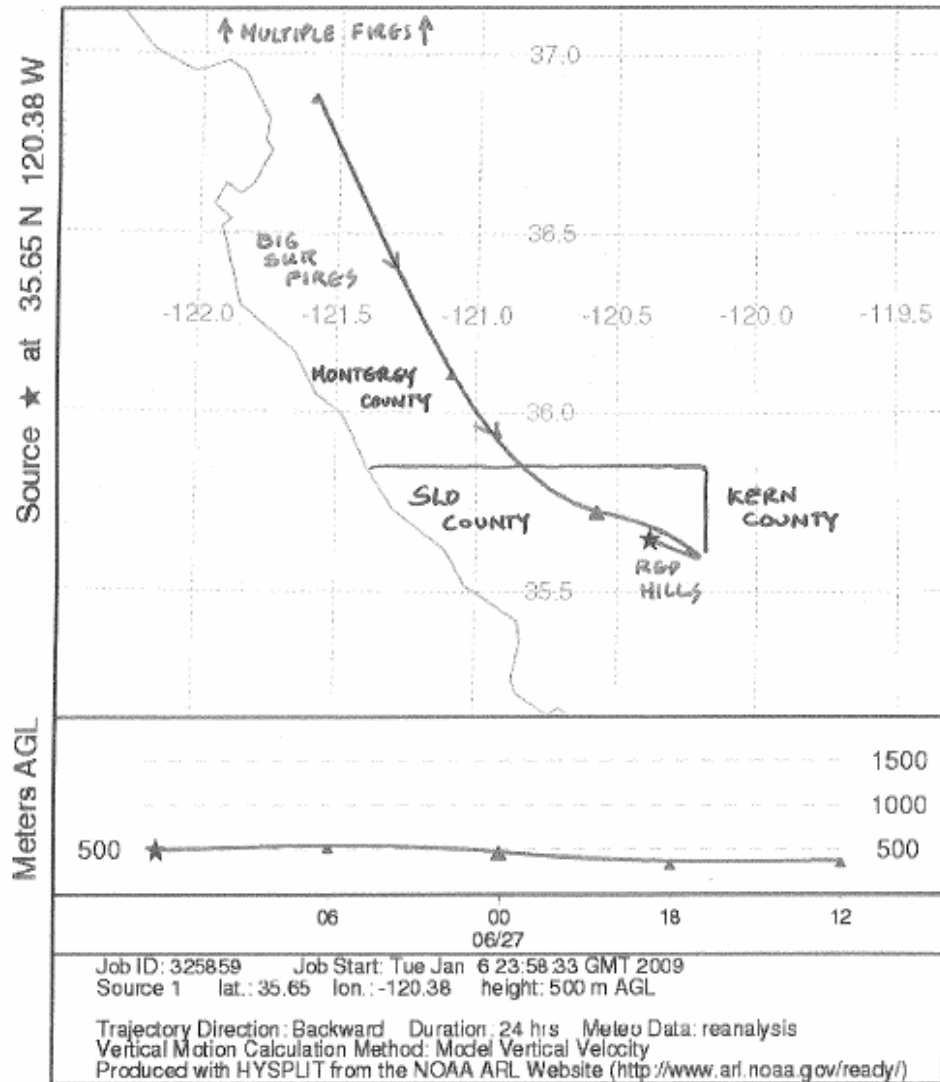 ↑ MULTIPLE FIRES ↑
Source ★ at 35.65 N 120.38 W
37.0
36.5
BIG
SUR
FIRES
-122.0 -121.5 -121.0 -120.5 -120.0 -119.5
MONTEREY
COUNTY
36.0
SLO
COUNTY
KERN
COUNTY
RED
HILLS
35.5
Meters AGL
1500
1000
500 500
06 00 18 12
06/27
Job ID: 325859 Job Start: Tue Jan 6 23:58:33 GMT 2009
Source 1 lat.: 35.65 lon.: -120.38 height: 500 m AGL
Trajectory Direction: Backward Duration: 24 hrs Meteo Data: reanalysis
Vertical Motion Calculation Method: Model Vertical Velocity
Produced with HYSPLIT from the NOAA ARL Website (http://www.arl.noaa.gov/ready/)